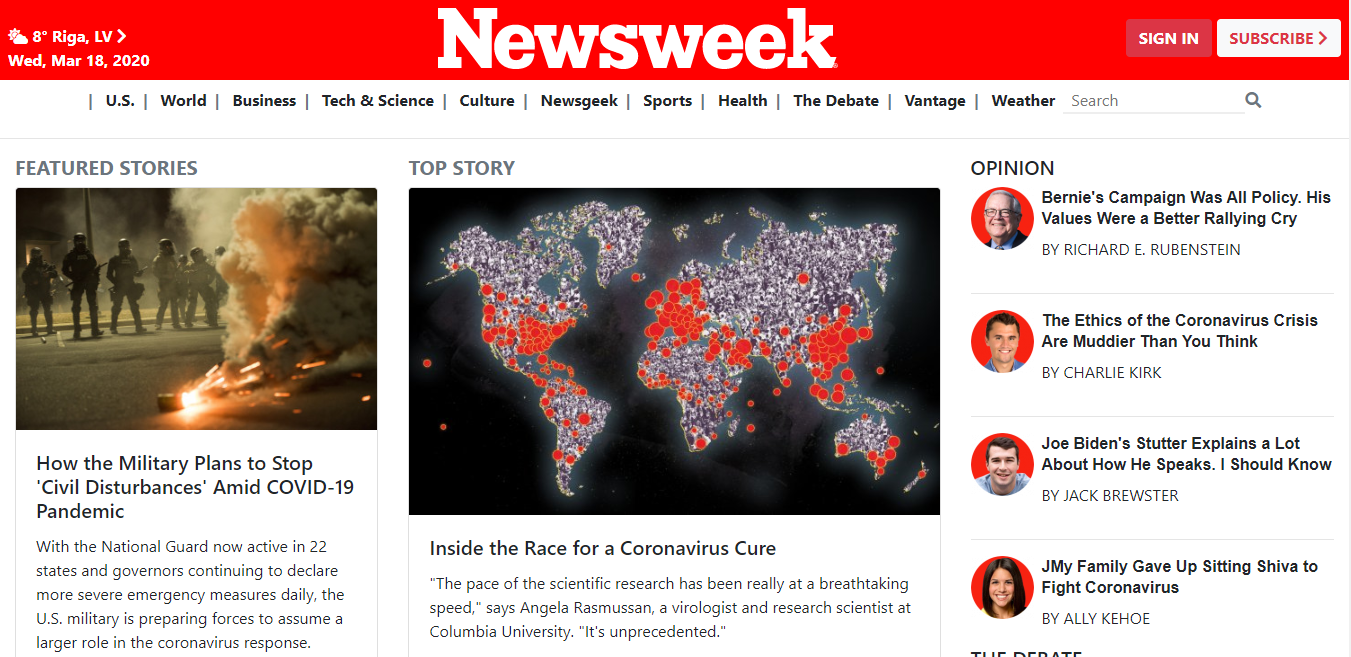 8° Riga, LV
Wed, Mar 18, 2020
Newsweek
SIGN IN
SUBSCRIBE
| U.S. | World | Business | Tech & Science | Culture | Newsgeek | Sports | Health | The Debate | Vantage | Weather
Search
FEATURED STORIES
How the Military Plans to Stop
'Civil Disturbances' Amid COVID-19
Pandemic
With the National Guard now active in 22
states and governors continuing to declare
more severe emergency measures daily, the
U.S. military is preparing forces to assume a
larger role in the coronavirus response.
TOP STORY
Inside the Race for a Coronavirus Cure
"The pace of the scientific research has been really at a breathtaking
speed," says Angela Rasmussan, a virologist and research scientist at
Columbia University. "It's unprecedented."
OPINION
Bernie's Campaign Was All Policy. His
Values Were a Better Rallying Cry
BY RICHARD E. RUBENSTEIN
The Ethics of the Coronavirus Crisis
Are Muddier Than You Think
BY CHARLIE KIRK
Joe Biden's Stutter Explains a Lot
About How He Speaks. I Should Know
BY JACK BREWSTER
JMy Family Gave Up Sitting Shiva to
Fight Coronavirus
BY ALLY KEHOE
THE DEBATE